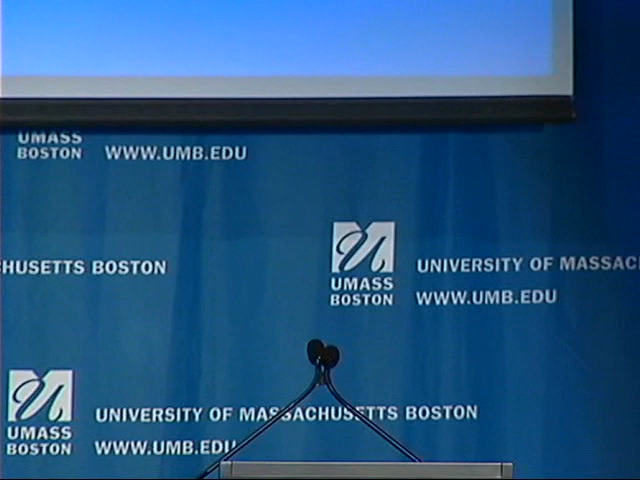 UMASS
BOSTON
WWW.UMB.EDU
HUSETTS BOSTON
UMASS
BOSTON
UNIVERSITY OF MASSAC
WWW.UMB.EDU
UMASS
BOSTON
UNIVERSITY OF MASSACHUSETTS BOSTON
WWW.UMB.EDU